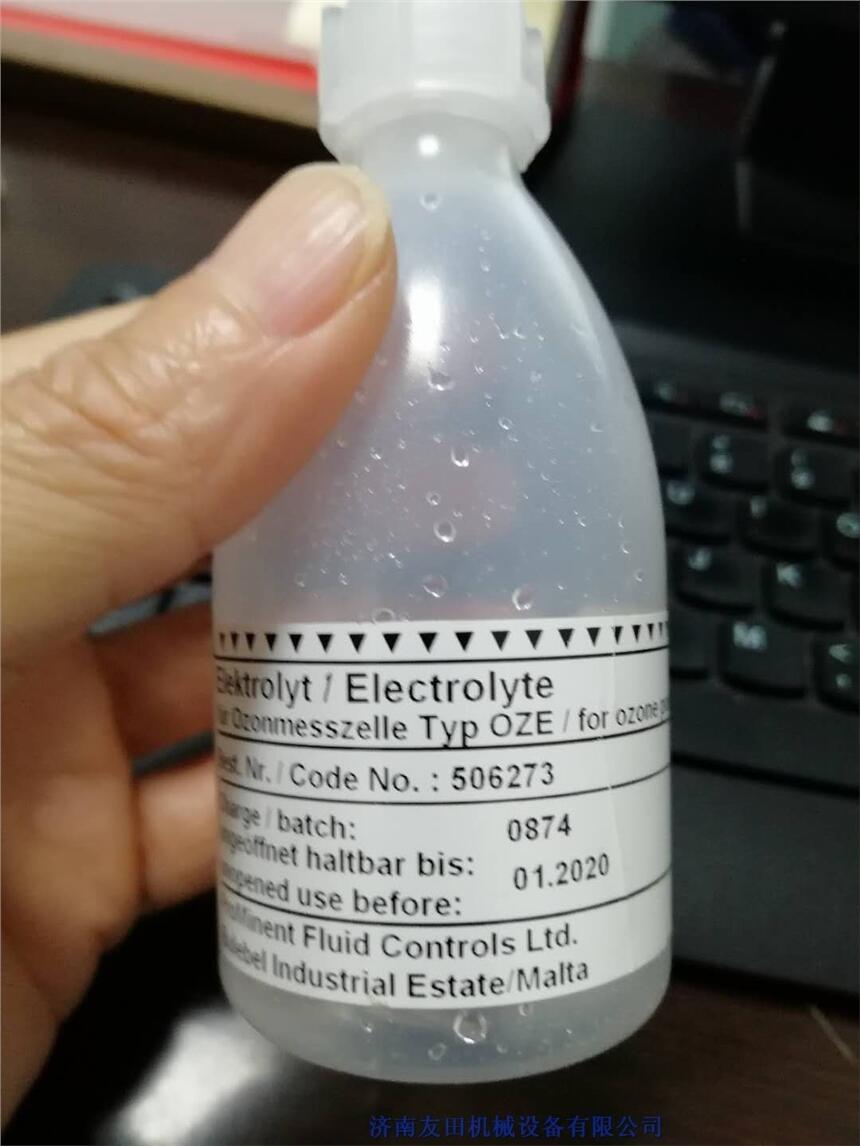 Elektrolyt / Electrolyte
für Ozonmesszelle Typ OZE / for ozone
Best. Nr. / Code No. : 506273
Charge / batch: 0874
ungeöffnet haltbar bis: 01.2020
unopened use before:
ProMinent Fluid Controls Ltd.
Bulebel Industrial Estate/Malta
济南友田机械设备有限公司